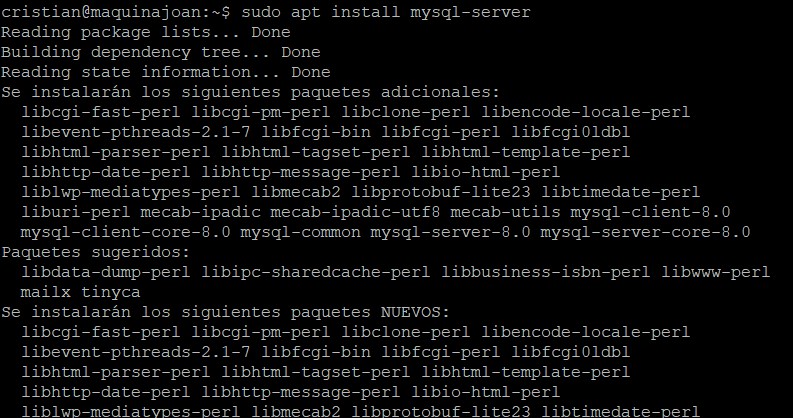 cristian@maquinajoan:~$ sudo apt install mysql-server
Reading package lists... Done
Building dependency tree... Done
Reading state information... Done
Se instalarán los siguientes paquetes adicionales:
libcgi-fast-perl libcgi-pm-perl libclone-perl libencode-locale-perl
libevent-pthreads-2.1-7 libfcgi-bin libfcgi-perl libfcgi0ldbl
libhtml-parser-perl libhtml-tagset-perl libhtml-template-perl
libhttp-date-perl libhttp-message-perl libio-html-perl
liblwp-mediatypes-perl libmecab2 libprotobuf-lite23 libtimedate-perl
liburi-perl mecab-ipadic mecab-ipadic-utf8 mecab-utils mysql-client-8.0
mysql-client-core-8.0 mysql-common mysql-server-8.0 mysql-server-core-8.0
Paquetes sugeridos:
libdata-dump-perl libipc-sharedcache-perl libbusiness-isbn-perl libwww-perl
mailx tinyca
Se instalarán los siguientes paquetes NUEVOS:
libcgi-fast-perl libcgi-pm-perl libclone-perl libencode-locale-perl
libevent-pthreads-2.1-7 libfcgi-bin libfcgi-perl libfcgi0ldbl
libhtml-parser-perl libhtml-tagset-perl libhtml-template-perl
libhttp-date-perl libhttp-message-perl libio-html-perl
liblwp-mediatypes-perl libmecab2 libprotobuf-lite23 libtimedate-perl